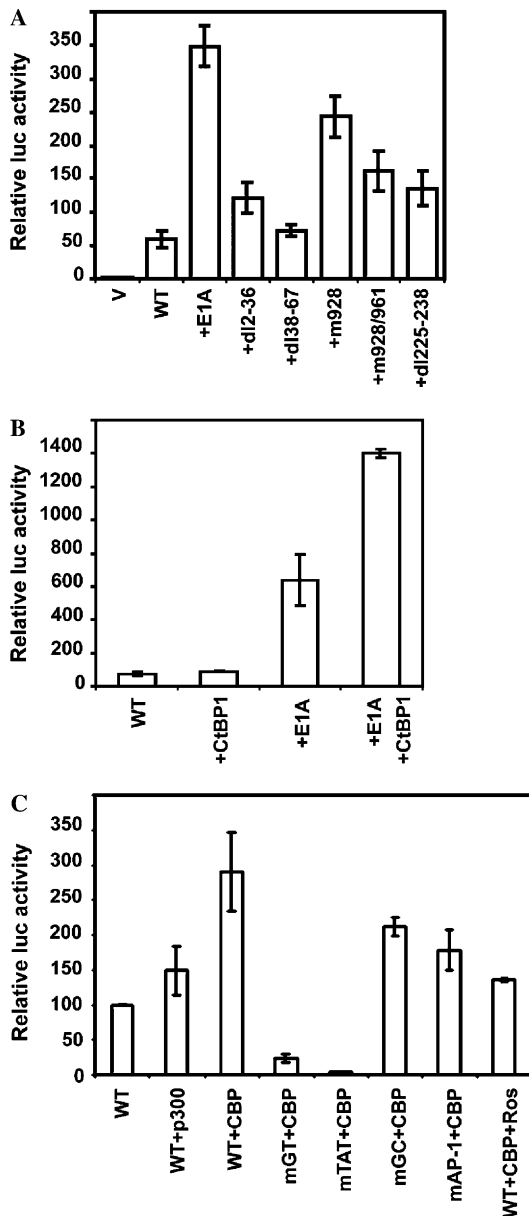 A
Relative luc activity
350
300
250
200
150
100
50
0
V
WT
+E1A
+dl2-36
+dl38-67
+m928
+m928/961
+dl225-238
B
Relative luc activity
1400
1200
1000
800
600
400
200
0
WT
+CtBP1
+E1A
+E1A
+CtBP1
C
Relative luc activity
350
300
250
200
150
100
50
0
WT
WT+p300
WT+CBP
mGT+CBP
mTAT+CBP
mGC+CBP
mAP-1+CBP
WT+CBP+Ros